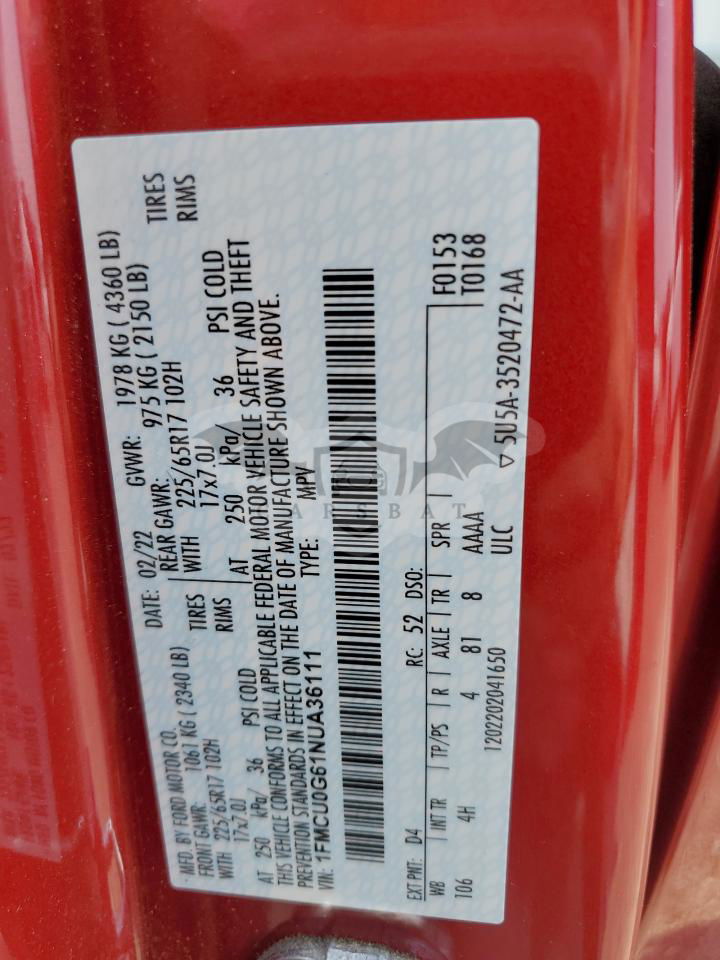 MFD. BY FORD MOTOR CO.
DATE: 02/22 GVWR: 1978 KG ( 4360 LB)
FRONT GAWR: 1061 KG ( 2340 LB) REAR GAWR: 975 KG ( 2150 LB)
WITH 225/65R17 102H TIRES WITH 225/65R17 102H TIRES
17x7.0J RIMS 17x7.0J RIMS
AT 250 kPa/ 36 PSI COLD AT 250 kPa/ 36 PSI COLD
THIS VEHICLE CONFORMS TO ALL APPLICABLE FEDERAL MOTOR VEHICLE SAFETY AND THEFT
PREVENTION STANDARDS IN EFFECT ON THE DATE OF MANUFACTURE SHOWN ABOVE.
VIN: 1FMCU0G61NUA36111 TYPE: MPV
EXT PNT: D4 RC: 52 DSO: F0153
WB INT TR TP/PS R AXLE TR SPR T0168
106 4H 4 81 8 AAAA
1202202041650 ULC ▽ 5U5A-3520472-AA
CARSBAT